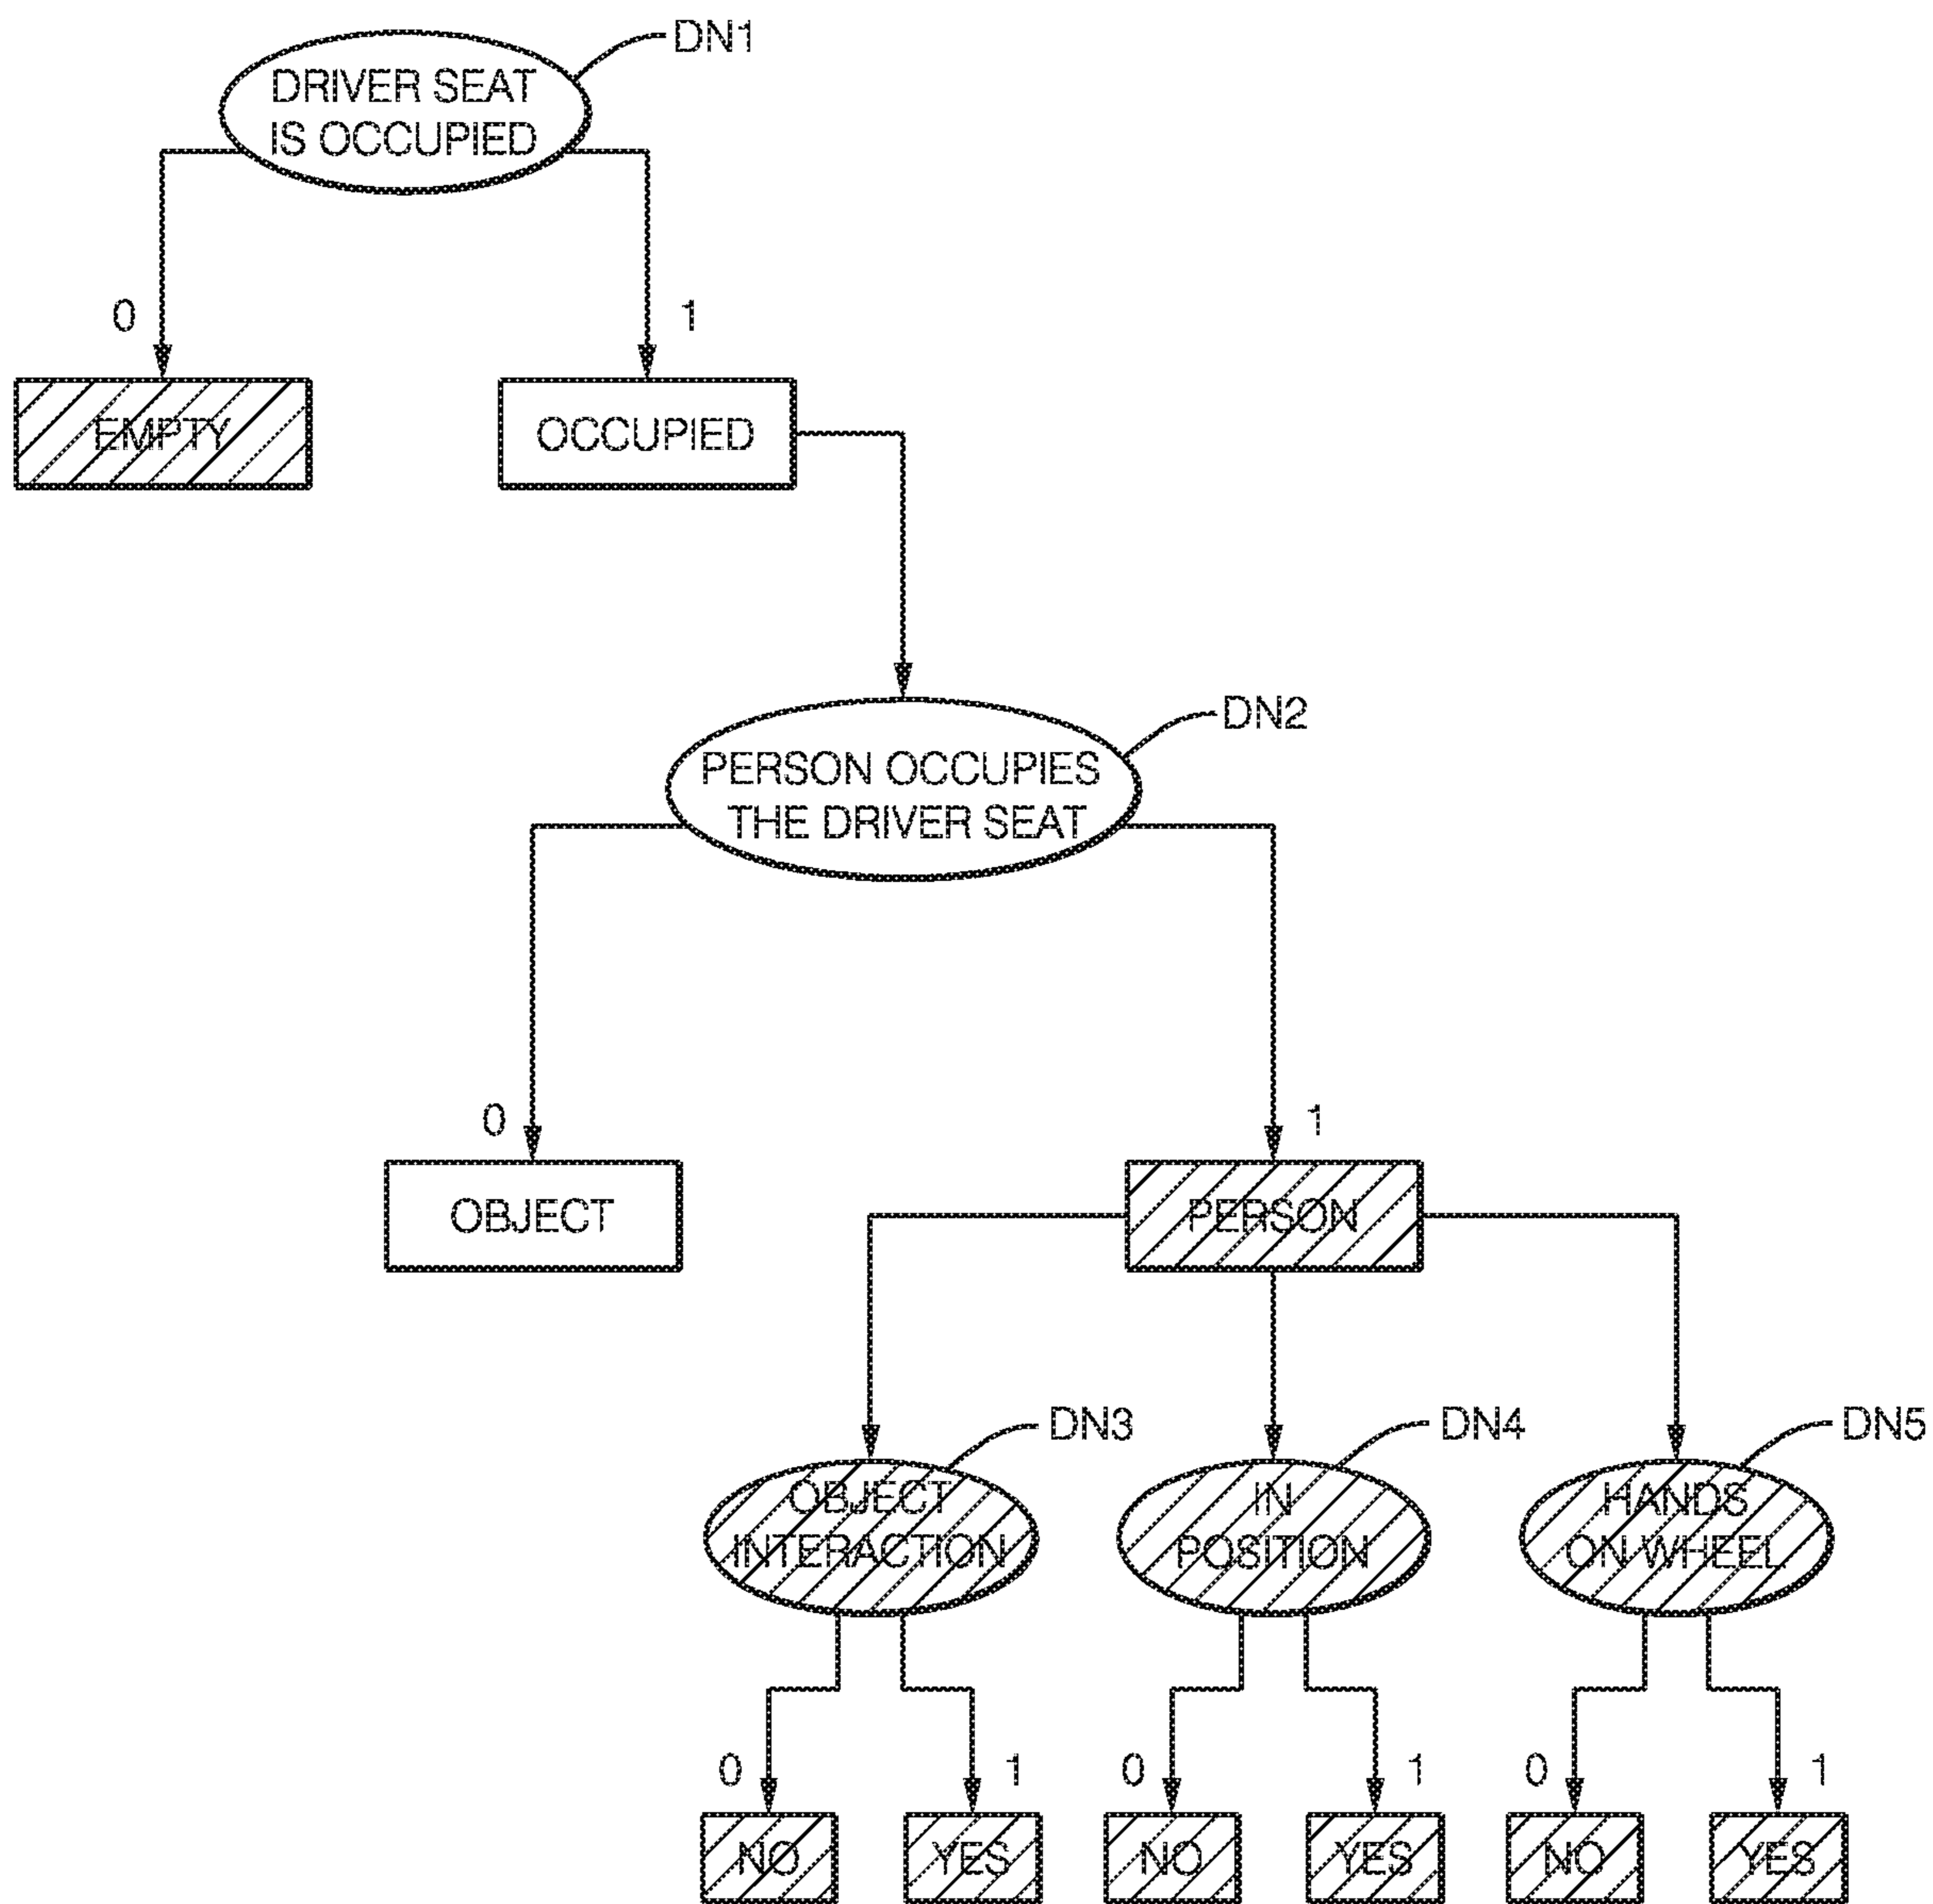 DN1
DRIVER SEAT
IS OCCUPIED
0
1
EMPTY
OCCUPIED
DN2
PERSON OCCUPIES
THE DRIVER SEAT
0
1
OBJECT
PERSON
DN3
DN4
DN5
OBJECT
INTERACTION
IN
POSITION
HANDS
ON WHEEL
0
1
0
1
0
1
NO
YES
NO
YES
NO
YES